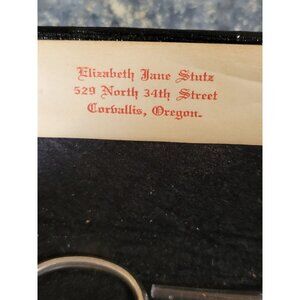 Elizabeth Jane Stutz
529 North 34th Street
Corvallis, Oregon.